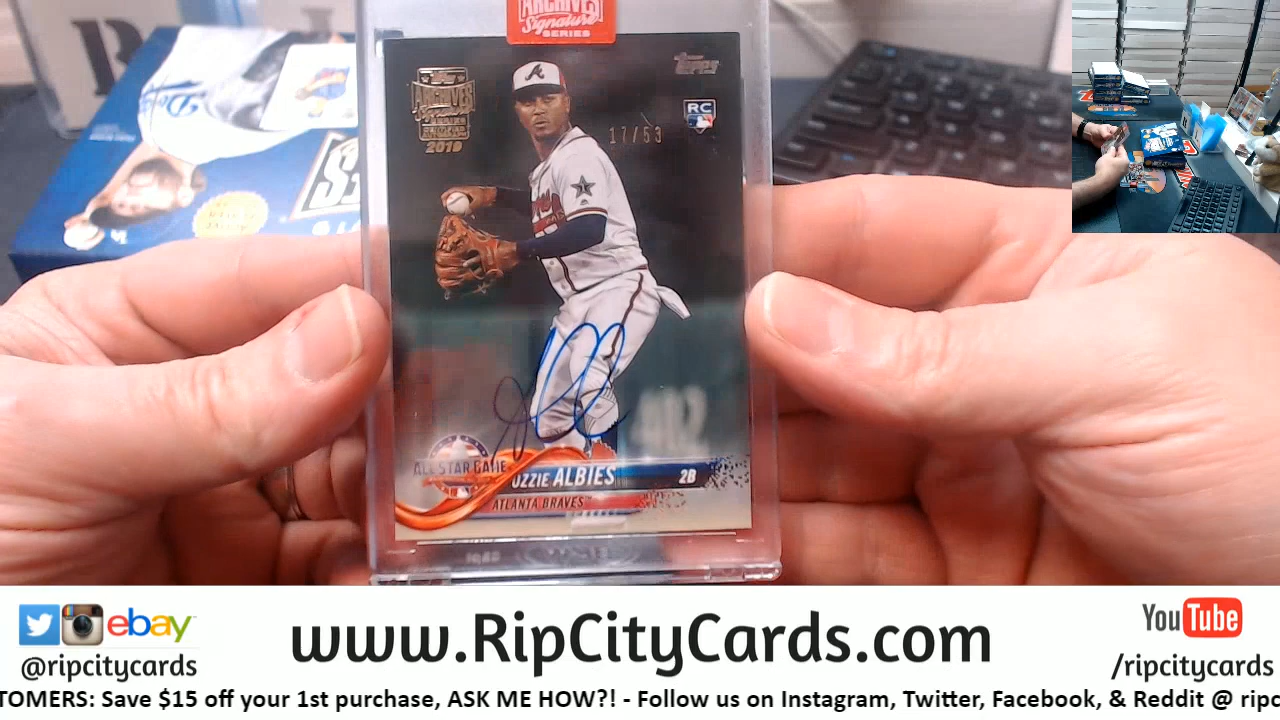 ARCHIVES
Signature
SERIES
Topps
ARCHIVES
SIGNATURE SERIES
2019
RC
17/53
ALL STAR GAME
OZZIE ALBIES 2B
ATLANTA BRAVES
402
ebay
@ripcitycards
www.RipCityCards.com
YouTube
/ripcitycards
TOMERS: Save $15 off your 1st purchase, ASK ME HOW?! - Follow us on Instagram, Twitter, Facebook, & Reddit @ ripc